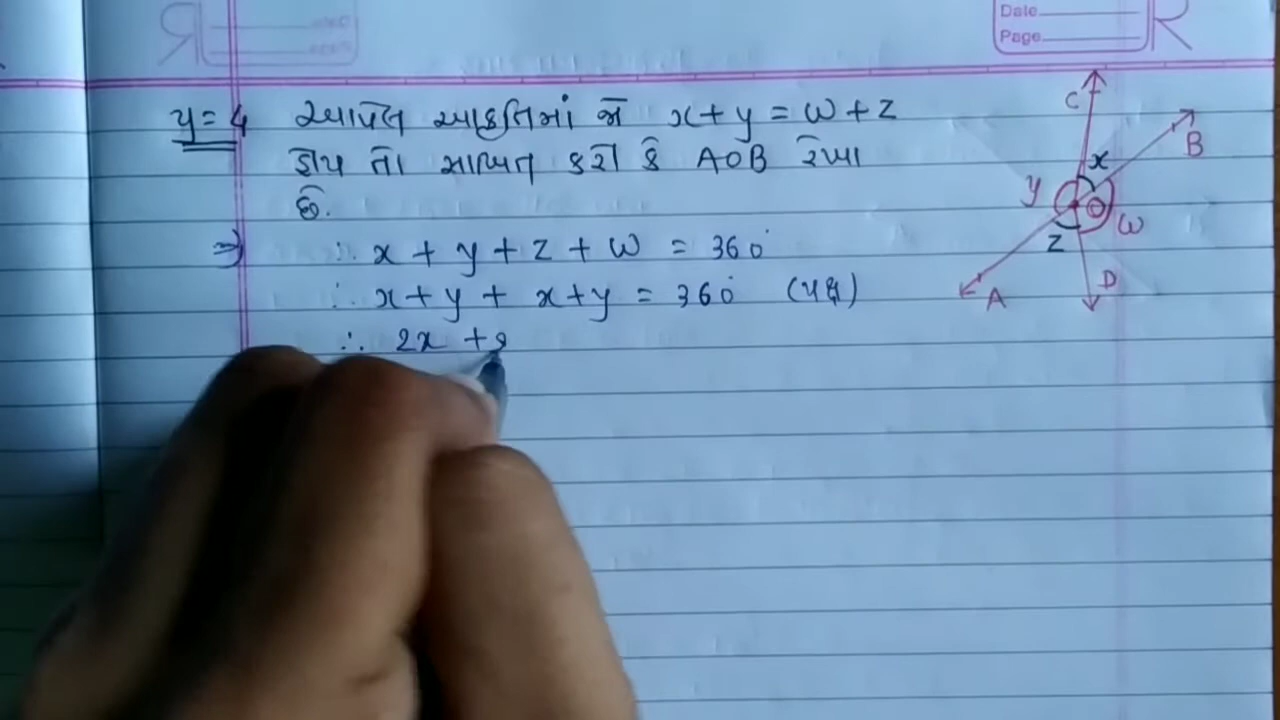 Date
Page
પ્ર=4 આપેલ આકૃતિમાં જો x+y = w+z
હોય તો સાબિત કરો કે AOB રેખા
છે.
⇒ ∴ x + y + z + w = 360°
∴ x+y + x+y = 360° (પક્ષ)
∴ 2x +2
C
B
x
y
O
w
z
A
D